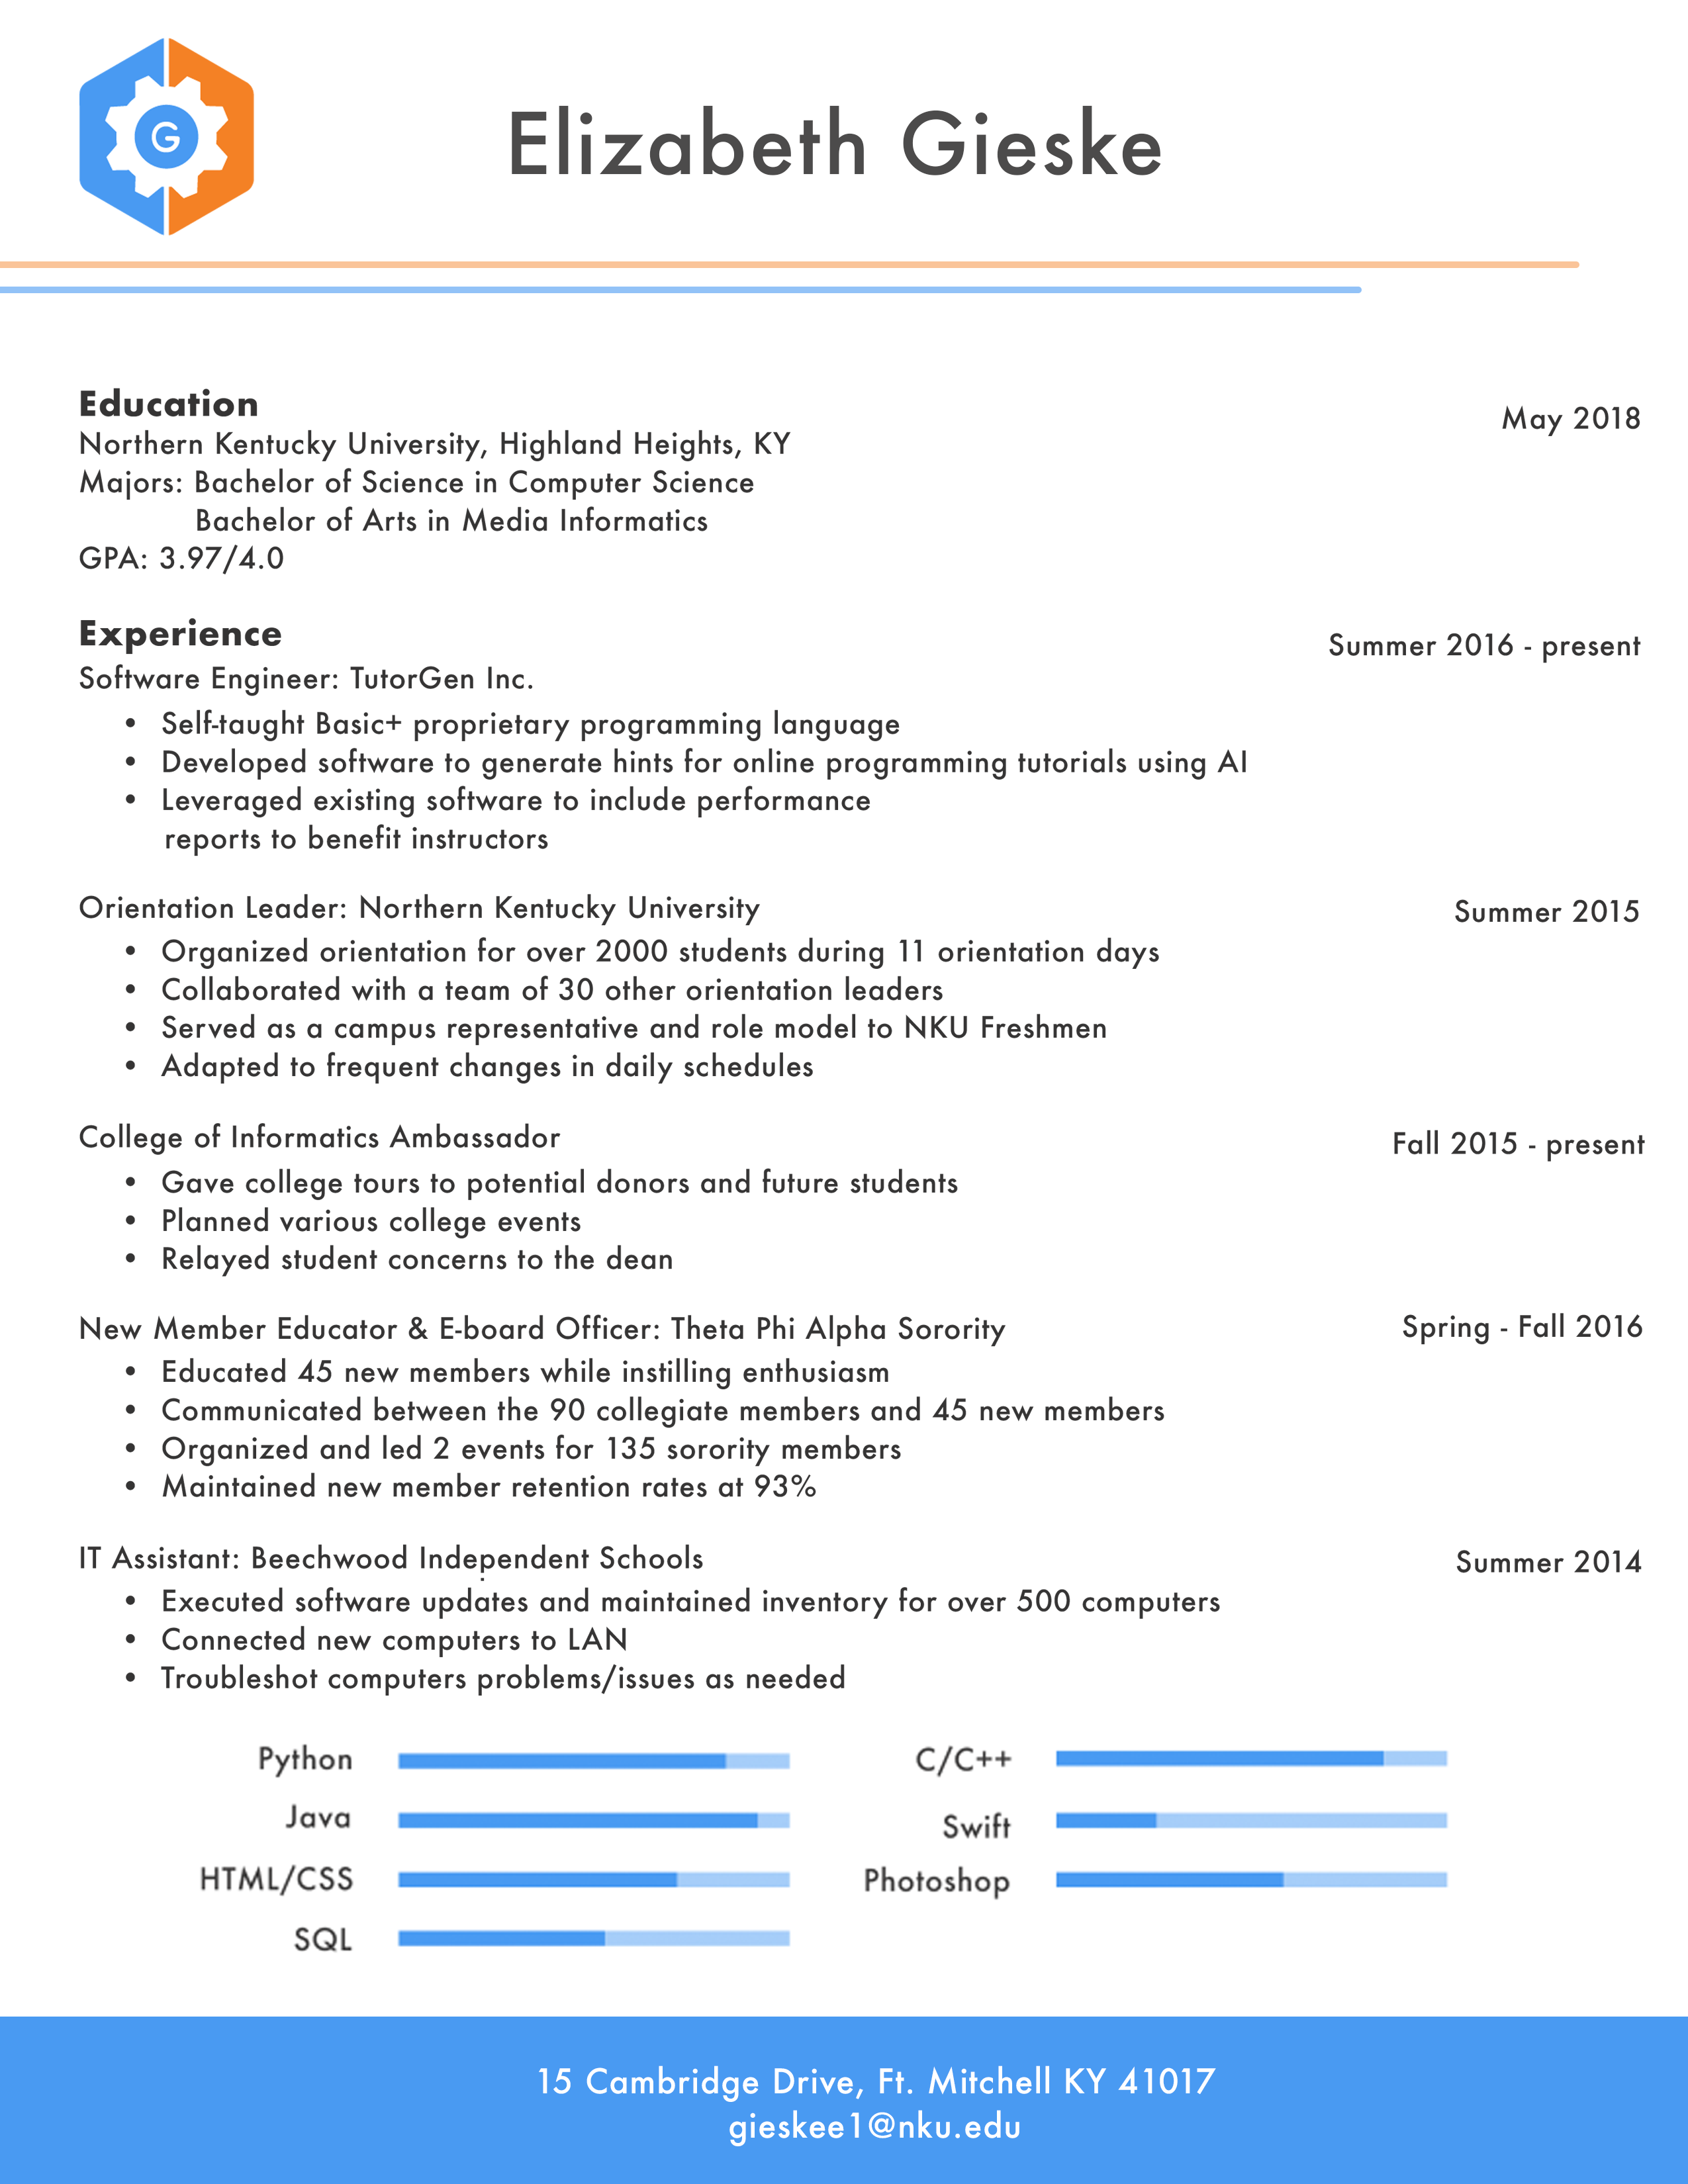 G
Elizabeth Gieske
Education
May 2018
Northern Kentucky University, Highland Heights, KY
Majors: Bachelor of Science in Computer Science
Bachelor of Arts in Media Informatics
GPA: 3.97/4.0
Experience
Summer 2016 - present
Software Engineer: TutorGen Inc.
• Self-taught Basic+ proprietary programming language
• Developed software to generate hints for online programming tutorials using AI
• Leveraged existing software to include performance
reports to benefit instructors
Orientation Leader: Northern Kentucky University
Summer 2015
• Organized orientation for over 2000 students during 11 orientation days
• Collaborated with a team of 30 other orientation leaders
• Served as a campus representative and role model to NKU Freshmen
• Adapted to frequent changes in daily schedules
College of Informatics Ambassador
Fall 2015 - present
• Gave college tours to potential donors and future students
• Planned various college events
• Relayed student concerns to the dean
New Member Educator & E-board Officer: Theta Phi Alpha Sorority
Spring - Fall 2016
• Educated 45 new members while instilling enthusiasm
• Communicated between the 90 collegiate members and 45 new members
• Organized and led 2 events for 135 sorority members
• Maintained new member retention rates at 93%
IT Assistant: Beechwood Independent Schools
Summer 2014
• Executed software updates and maintained inventory for over 500 computers
• Connected new computers to LAN
• Troubleshot computers problems/issues as needed
Python
Java
HTML/CSS
SQL
C/C++
Swift
Photoshop
15 Cambridge Drive, Ft. Mitchell KY 41017
gieskee1@nku.edu